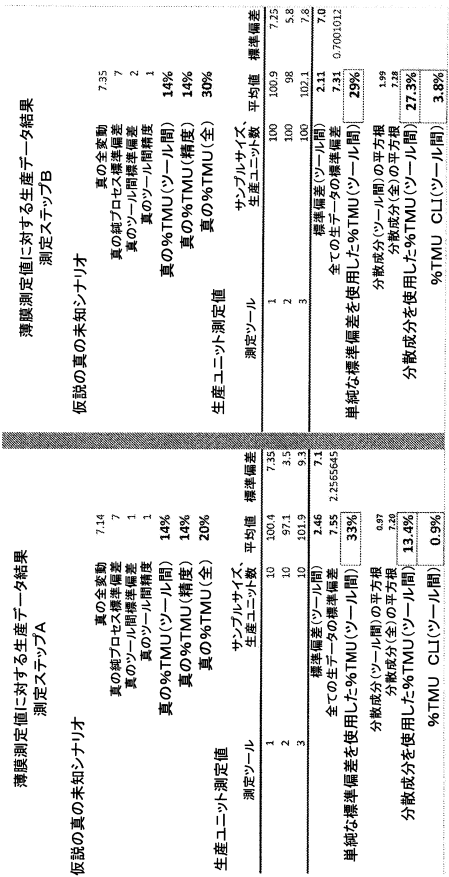 薄膜測定値に対する生産データ結果
測定ステップA
仮説の真の未知シナリオ
真の全変動 7.14
真の純プロセス標準偏差 7
真のツール間標準偏差 1
真のツール間精度 1
真の%TMU(ツール間) 14%
真の%TMU(精度) 14%
真の%TMU(全) 20%
生産ユニット測定値
サンプルサイズ、
測定ツール 生産ユニット数 平均値 標準偏差
1 10 100.4 7.35
2 10 97.1 3.5
3 10 101.9 9.3
標準偏差(ツール間) 2.46 7.1
全ての生データの標準偏差 7.55 2.2565645
単純な標準偏差を使用した%TMU(ツール間) 33%
分散成分(ツール間)の平方根 0.97
分散成分(全)の平方根 7.20
分散成分を使用した%TMU(ツール間) 13.4%
%TMU CLI(ツール間) 0.9%
薄膜測定値に対する生産データ結果
測定ステップB
仮説の真の未知シナリオ
真の全変動 7.35
真の純プロセス標準偏差 7
真のツール間標準偏差 2
真のツール間精度 1
真の%TMU(ツール間) 14%
真の%TMU(精度) 14%
真の%TMU(全) 30%
生産ユニット測定値
サンプルサイズ、
測定ツール 生産ユニット数 平均値 標準偏差
1 100 100.9 7.25
2 100 98 5.8
3 100 102.1 7.8
標準偏差(ツール間) 2.11 7.0
全ての生データの標準偏差 7.31 0.7001012
単純な標準偏差を使用した%TMU(ツール間) 29%
分散成分(ツール間)の平方根 1.99
分散成分(全)の平方根 7.28
分散成分を使用した%TMU(ツール間) 27.3%
%TMU CLI(ツール間) 3.8%